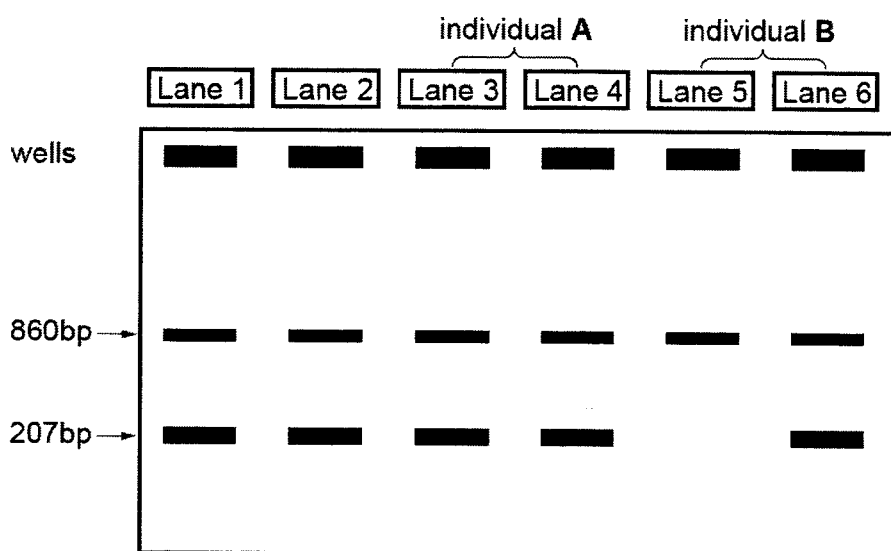 individual A individual B
Lane 1 Lane 2 Lane 3 Lane 4 Lane 5 Lane 6
wells
860bp
207bp